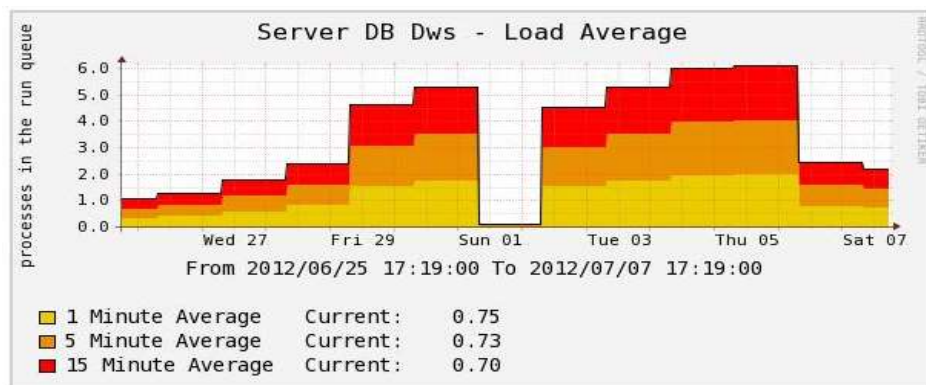 Server DB Dws - Load Average
RRDTOOL / TOBI OETIKER
processes in the run queue
6.0
5.0
4.0
3.0
2.0
1.0
0.0
Wed 27 Fri 29 Sun 01 Tue 03 Thu 05 Sat 07
From 2012/06/25 17:19:00 To 2012/07/07 17:19:00
1 Minute Average Current: 0.75
5 Minute Average Current: 0.73
15 Minute Average Current: 0.70